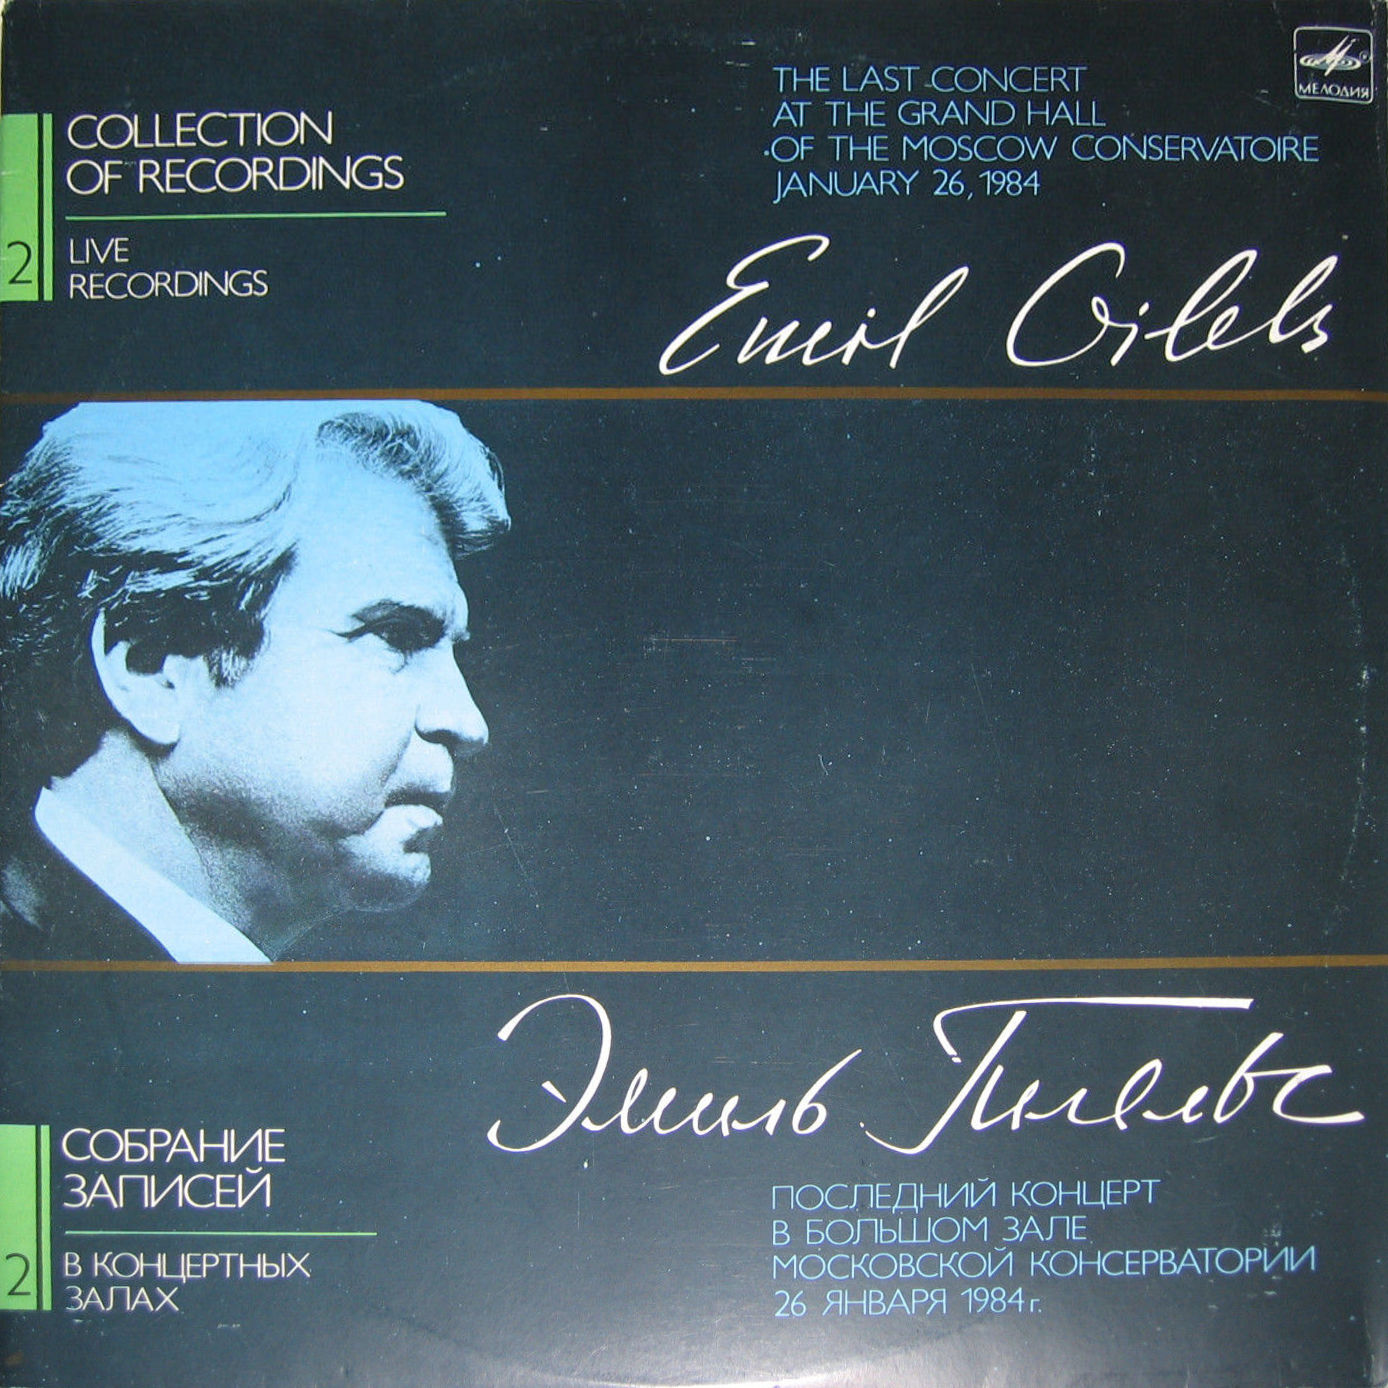 COLLECTION
OF RECORDINGS
2
LIVE
RECORDINGS
THE LAST CONCERT
AT THE GRAND HALL
OF THE MOSCOW CONSERVATOIRE
JANUARY 26, 1984
МЕЛОДИЯ
Emil Gilels
Эмиль Гилельс
СОБРАНИЕ
ЗАПИСЕЙ
2
В КОНЦЕРТНЫХ
ЗАЛАХ
ПОСЛЕДНИЙ КОНЦЕРТ
В БОЛЬШОМ ЗАЛЕ
МОСКОВСКОЙ КОНСЕРВАТОРИИ
26 ЯНВАРЯ 1984 г.